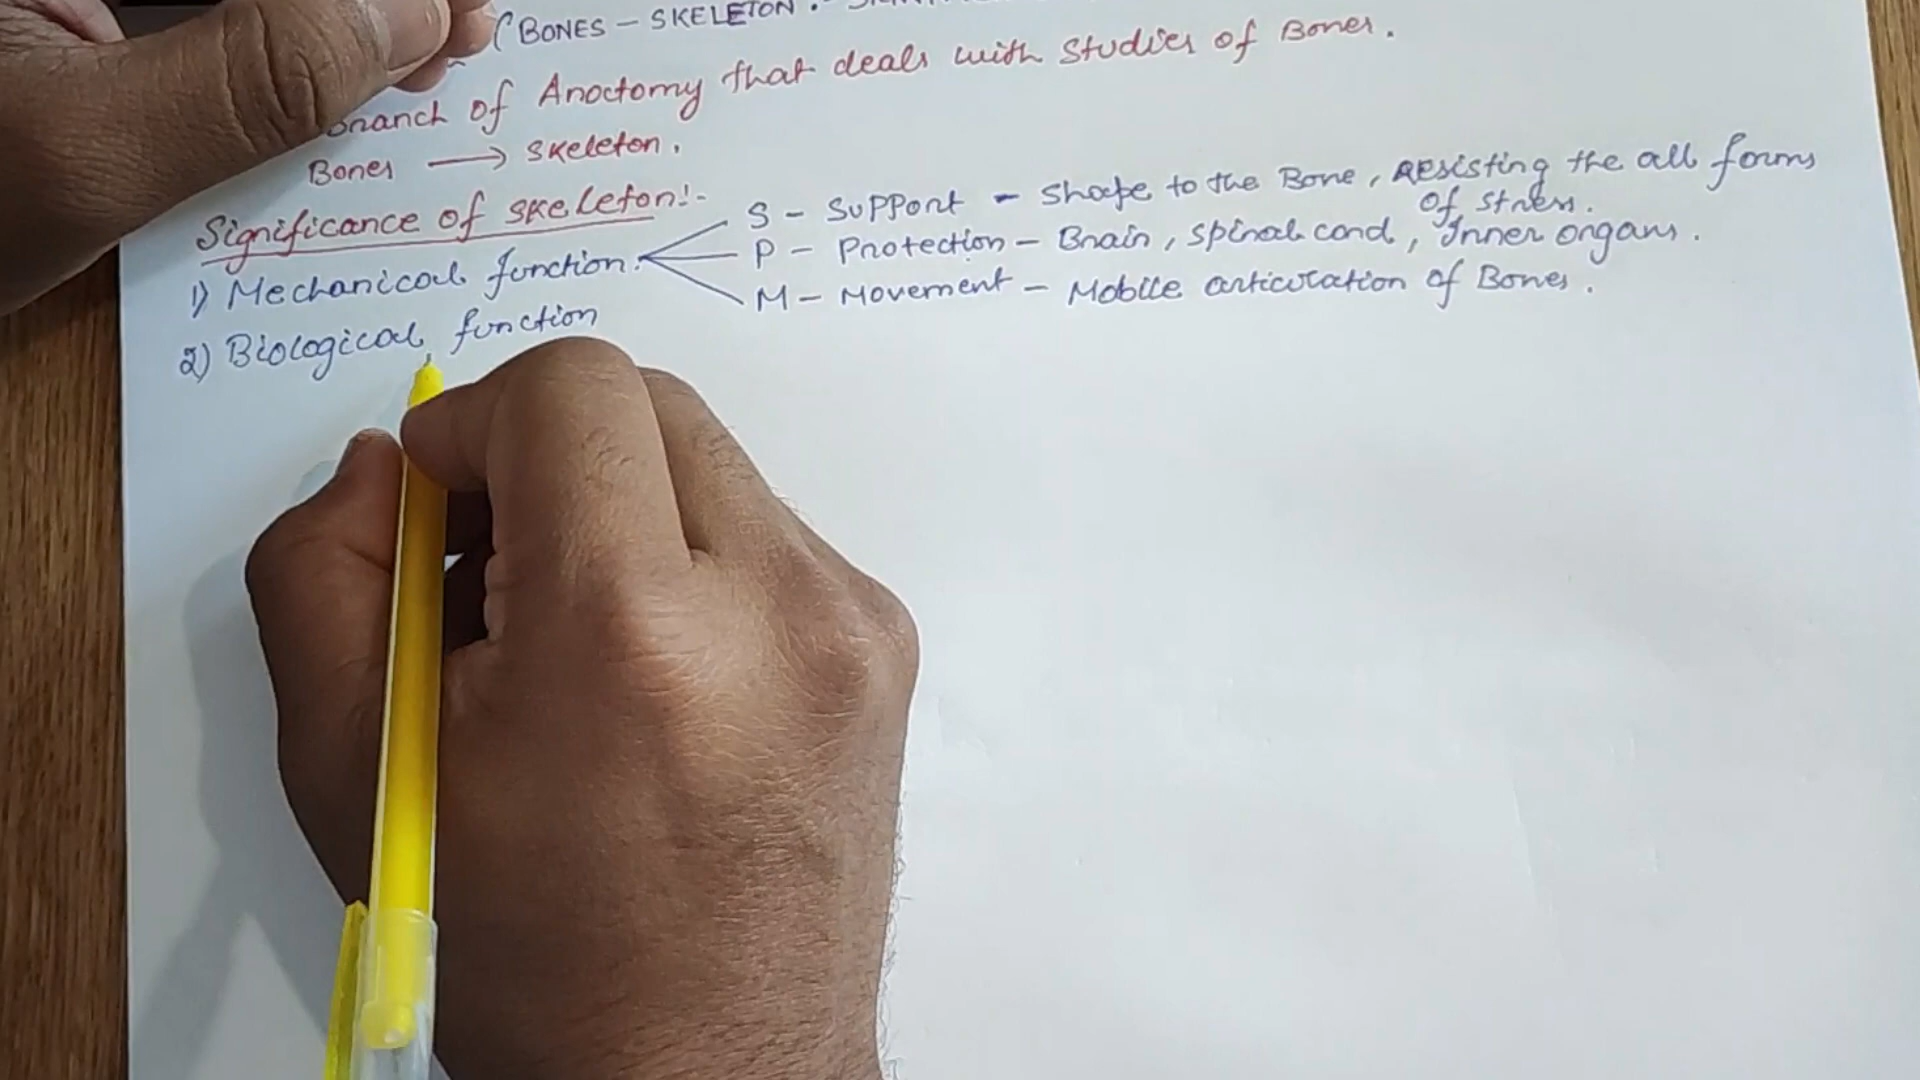 (BONES - SKELETON.
Branch of Anoctomy that deals with Studies of Bones.
Bones → Skeleton.
Significance of Skeleton:-
1) Mechanical function.
S - Support - Shape to the Bone, Resisting the all forms of stress.
P - Protection - Brain, Spinal cord, Inner organs.
M - Movement - Mobile articulation of Bones.
2) Biological function